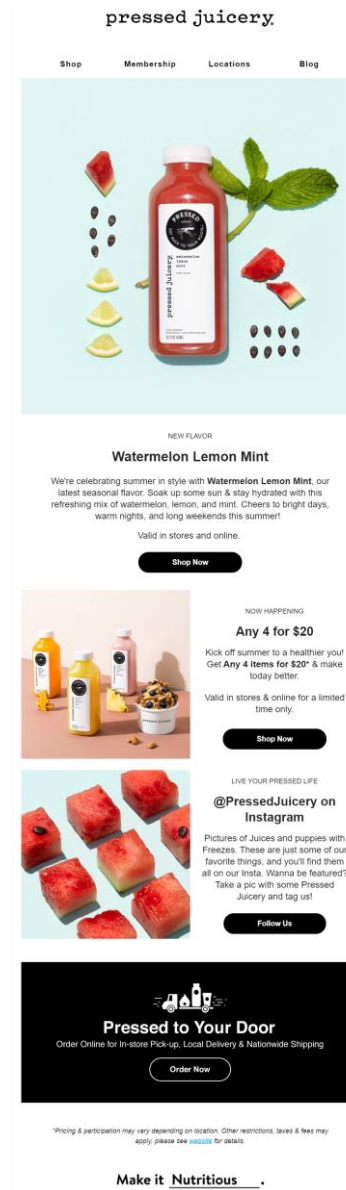 pressed juicery
Shop Membership Locations Blog
PRESSED
pressed juicery
watermelon
lemon
mint
NEW FLAVOR
Watermelon Lemon Mint
We're celebrating summer in style with Watermelon Lemon Mint, our
latest seasonal flavor. Soak up some sun & stay hydrated with this
refreshing mix of watermelon, lemon, and mint. Cheers to bright days,
warm nights, and long weekends this summer!
Valid in stores and online.
Shop Now
PRESSED JUICERY
NOW HAPPENING
Any 4 for $20
Kick off summer to a healthier you!
Get Any 4 items for $20* & make
today better.
Valid in stores & online for a limited
time only.
Shop Now
LIVE YOUR PRESSED LIFE
@PressedJuicery on
Instagram
Pictures of Juices and puppies with
Freezes. These are just some of our
favorite things, and you'll find them
all on our Insta. Wanna be featured?
Take a pic with some Pressed
Juicery and tag us!
Follow Us
Pressed to Your Door
Order Online for In-store Pick-up, Local Delivery & Nationwide Shipping
Order Now
*Pricing & participation may vary depending on location. Other restrictions, taxes & fees may
apply, please see website for details.
Make it Nutritious .